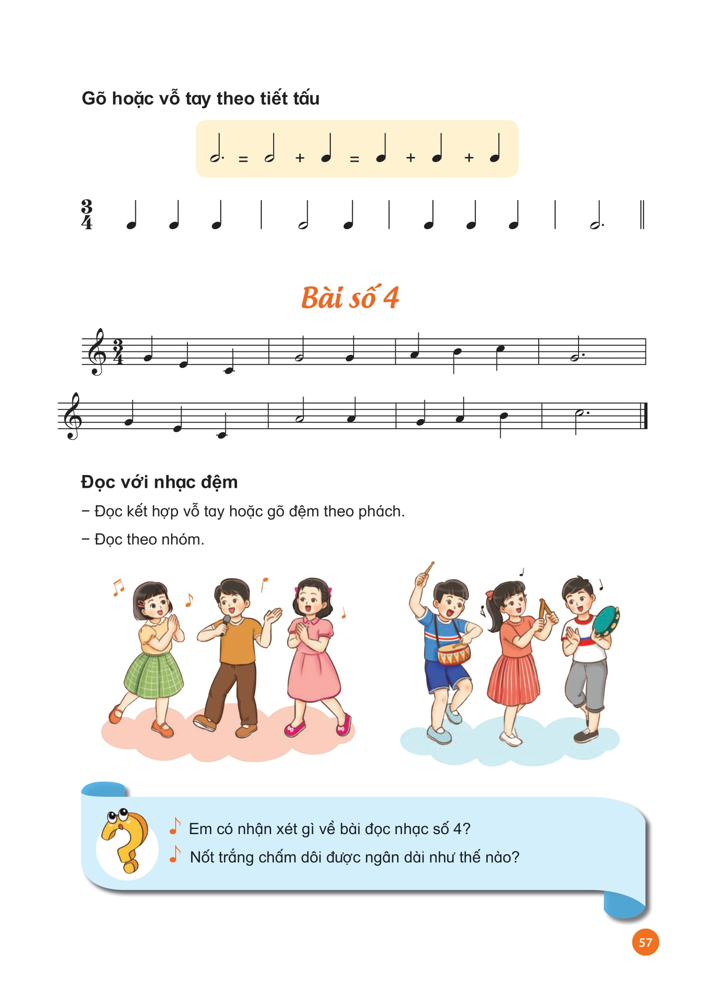 Gõ hoặc vỗ tay theo tiết tấu
= + = + +
3
4
Bài số 4
3
4
Đọc với nhạc đệm
– Đọc kết hợp vỗ tay hoặc gõ đệm theo phách.
– Đọc theo nhóm.
Em có nhận xét gì về bài đọc nhạc số 4?
Nốt trắng chấm dôi được ngân dài như thế nào?
57